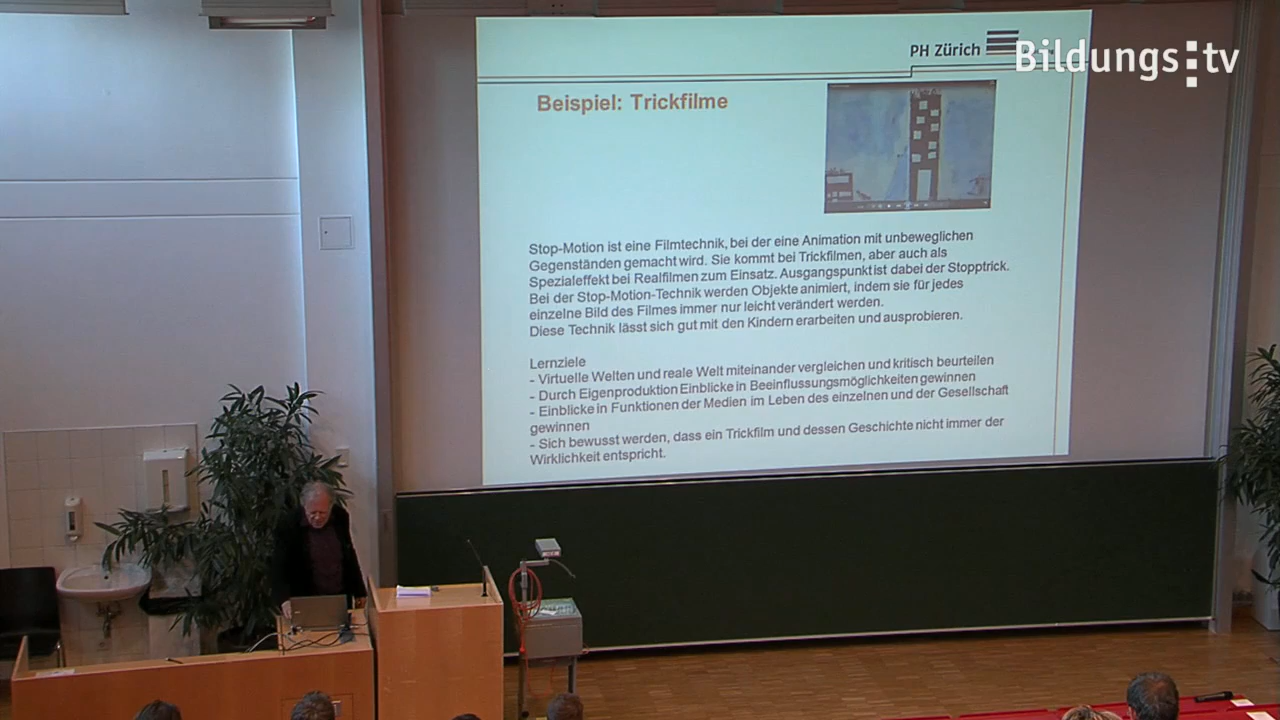 PH Zürich
Bildungs:tv
Beispiel: Trickfilme
Stop-Motion ist eine Filmtechnik, bei der eine Animation mit unbeweglichen
Gegenständen gemacht wird. Sie kommt bei Trickfilmen, aber auch als
Spezialeffekt bei Realfilmen zum Einsatz. Ausgangspunkt ist dabei der Stopptrick.
Bei der Stop-Motion-Technik werden Objekte animiert, indem sie für jedes
einzelne Bild des Filmes immer nur leicht verändert werden.
Diese Technik lässt sich gut mit den Kindern erarbeiten und ausprobieren.
Lernziele
- Virtuelle Welten und reale Welt miteinander vergleichen und kritisch beurteilen
- Durch Eigenproduktion Einblicke in Beeinflussungsmöglichkeiten gewinnen
- Einblicke in Funktionen der Medien im Leben des einzelnen und der Gesellschaft
gewinnen
- Sich bewusst werden, dass ein Trickfilm und dessen Geschichte nicht immer der
Wirklichkeit entspricht.